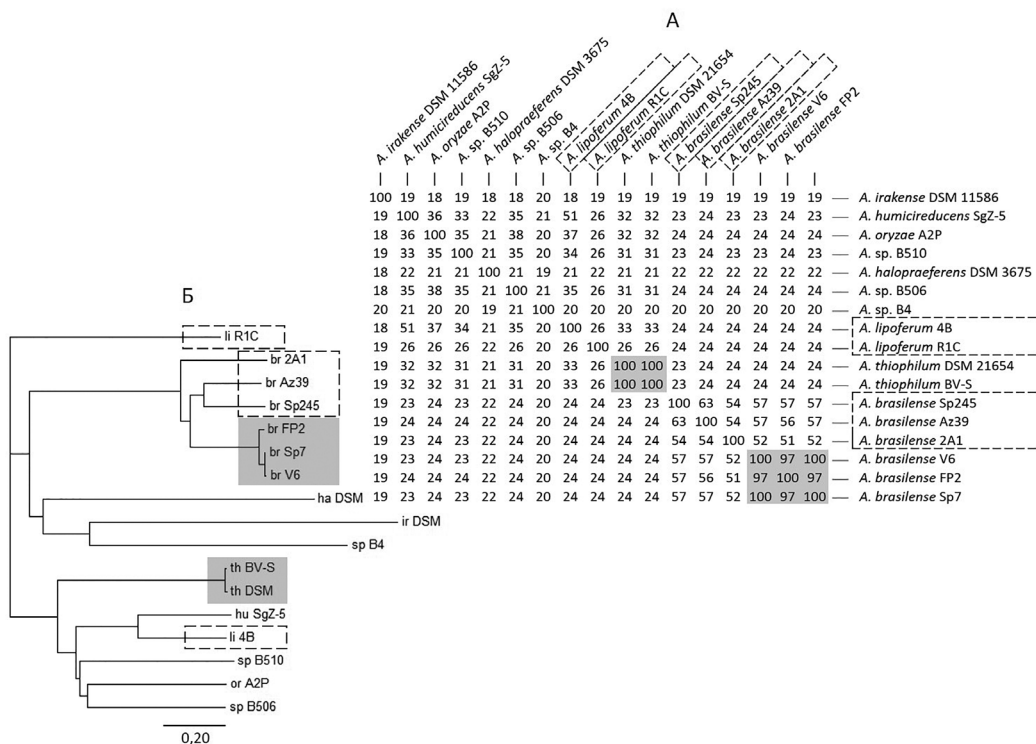 А
A. irakense DSM 11586
A. humicireducens SgZ-5
A. oryzae A2P
A. sp. B510
A. halopraeferens DSM 3675
A. sp. B506
A. sp. B4
A. lipoferum 4B
A. lipoferum R1C
A. thiophilum DSM 21654
A. thiophilum BV-S
A. brasilense Sp245
A. brasilense Az39
A. brasilense 2A1
A. brasilense V6
A. brasilense FP2
100 19 18 19 18 18 20 18 19 19 19 19 19 19 19 19 19 A. irakense DSM 11586
19 100 36 33 22 35 21 51 26 32 32 23 24 23 23 24 23 A. humicireducens SgZ-5
18 36 100 35 21 38 20 37 26 32 32 24 24 24 24 24 24 A. oryzae A2P
19 33 35 100 21 35 20 34 26 31 31 23 24 23 23 24 23 A. sp. B510
18 22 21 21 100 21 19 21 22 21 21 22 22 22 22 22 22 A. halopraeferens DSM 3675
18 35 38 35 21 100 21 35 26 31 31 24 24 24 24 24 24 A. sp. B506
20 21 20 20 19 21 100 20 20 20 20 20 20 20 20 20 20 A. sp. B4
18 51 37 34 21 35 20 100 26 33 33 24 24 24 24 24 24 A. lipoferum 4B
19 26 26 26 22 26 20 26 100 26 26 24 24 24 24 24 24 A. lipoferum R1C
19 32 32 31 21 31 20 33 26 100 100 23 24 24 24 24 24 A. thiophilum DSM 21654
19 32 32 31 21 31 20 33 26 100 100 23 24 24 24 24 24 A. thiophilum BV-S
19 23 24 23 22 24 20 24 24 23 23 100 63 54 57 57 57 A. brasilense Sp245
19 24 24 24 22 24 20 24 24 24 24 63 100 54 57 56 57 A. brasilense Az39
19 23 24 23 22 24 20 24 24 24 24 54 54 100 52 51 52 A. brasilense 2A1
19 23 24 23 22 24 20 24 24 24 24 57 57 52 100 97 100 A. brasilense V6
19 24 24 24 22 24 20 24 24 24 24 57 56 51 97 100 97 A. brasilense FP2
19 23 24 23 22 24 20 24 24 24 24 57 57 52 100 97 100 A. brasilense Sp7
Б
li R1C
br 2A1
br Az39
br Sp245
br FP2
br Sp7
br V6
ha DSM
ir DSM
sp B4
th BV-S
th DSM
hu SgZ-5
li 4B
sp B510
or A2P
sp B506
0,20